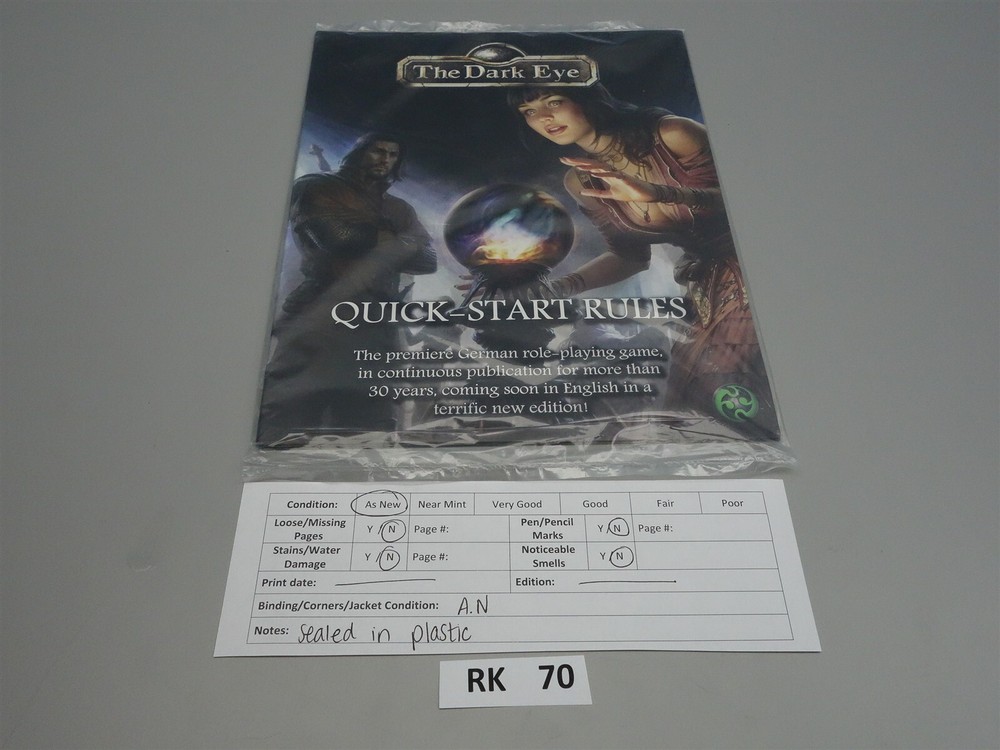 The Dark Eye
QUICK-START RULES
The premiere German role-playing game,
in continuous publication for more than
30 years, coming soon in English in a
terrific new edition!
Condition: As New Near Mint Very Good Good Fair Poor
Loose/Missing Pages Y / N Page #: Pen/Pencil Marks Y / N Page #:
Stains/Water Damage Y / N Page #: Noticeable Smells Y / N
Print date: Edition:
Binding/Corners/Jacket Condition: A.N
Notes: Sealed in plastic
RK 70